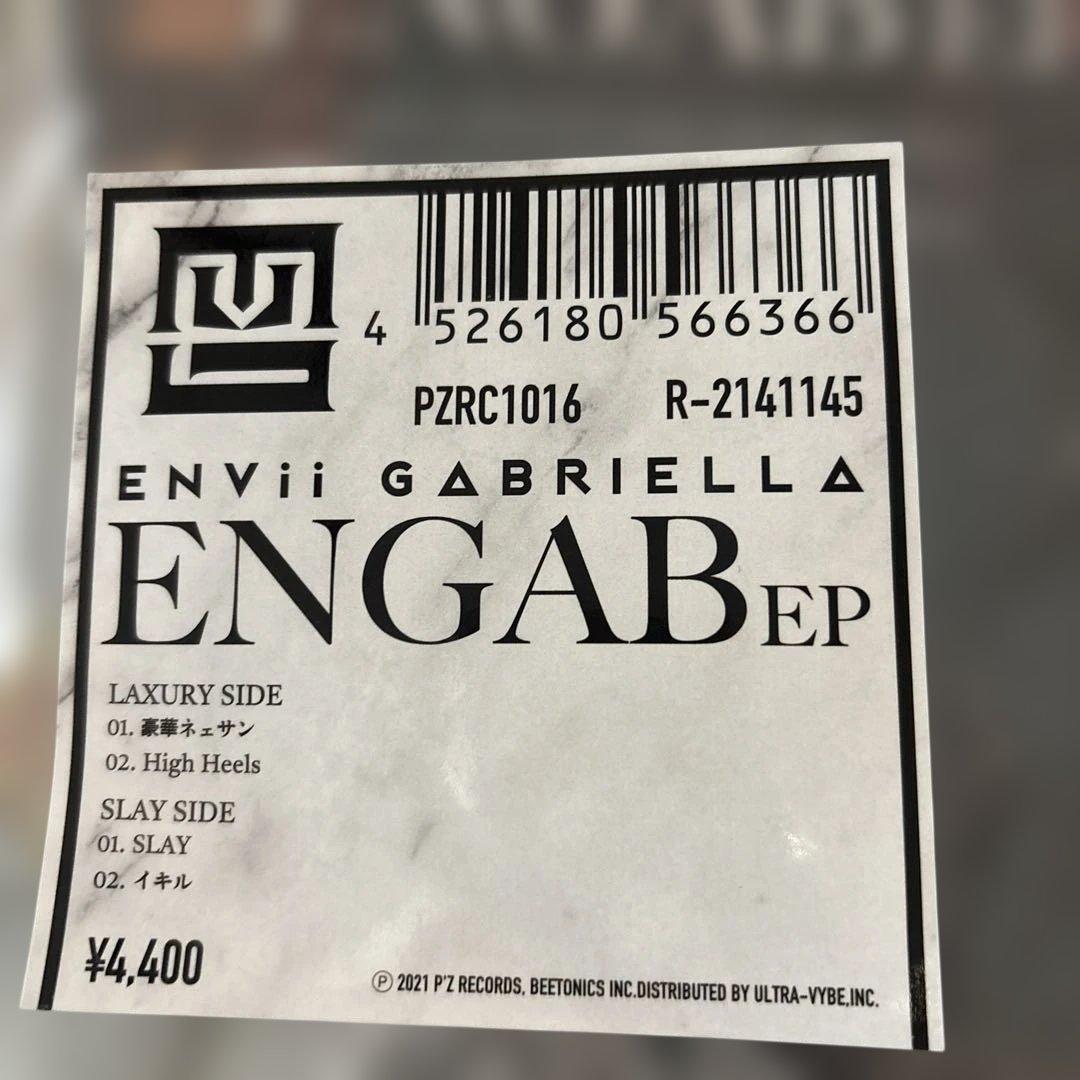 4 526180 566366
PZRC1016 R-2141145
ENVii GABRIELLA
ENGAB EP
LAXURY SIDE
01. 豪華ネェサン
02. High Heels
SLAY SIDE
01. SLAY
02. イキル
¥4,400
Ⓟ 2021 P'Z RECORDS, BEETONICS INC.DISTRIBUTED BY ULTRA-VYBE,INC.